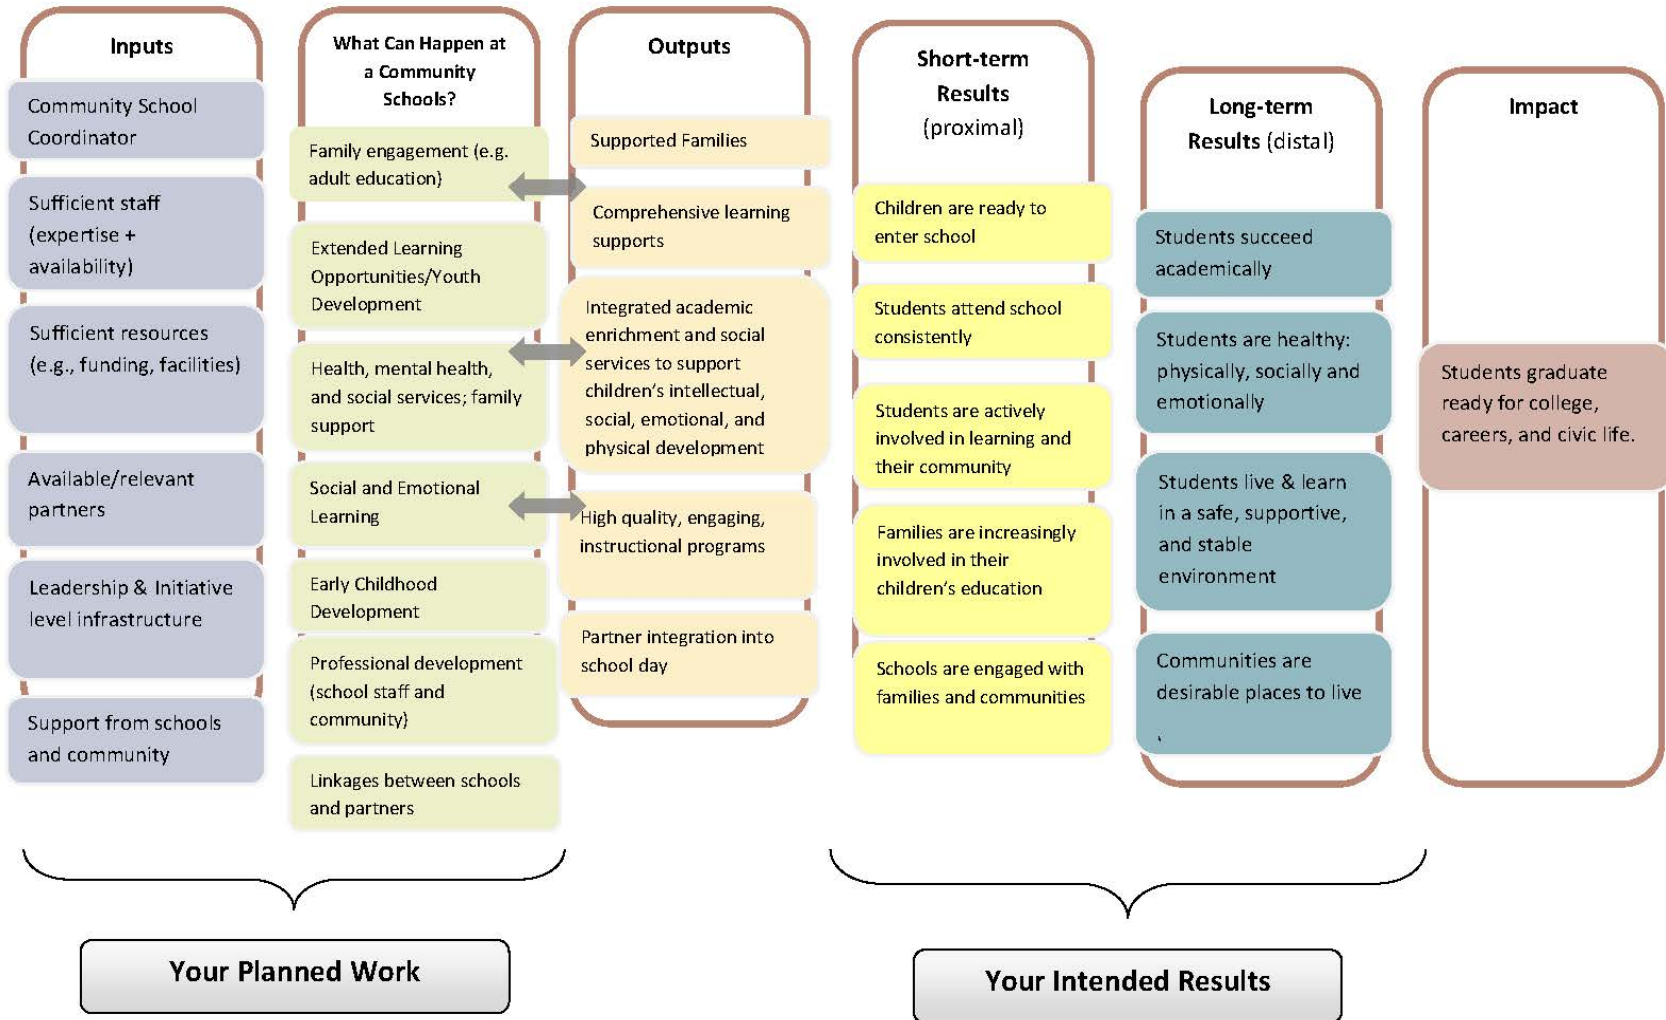 Inputs
Community School
Coordinator
Sufficient staff
(expertise +
availability)
Sufficient resources
(e.g., funding, facilities)
Available/relevant
partners
Leadership & Initiative
level infrastructure
Support from schools
and community
What Can Happen at
a Community
Schools?
Family engagement (e.g.
adult education)
Extended Learning
Opportunities/Youth
Development
Health, mental health,
and social services; family
support
Social and Emotional
Learning
Early Childhood
Development
Professional development
(school staff and
community)
Linkages between schools
and partners
Outputs
Supported Families
Comprehensive learning
supports
Integrated academic
enrichment and social
services to support
children's intellectual,
social, emotional, and
physical development
High quality, engaging,
instructional programs
Partner integration into
school day
Short-term
Results
(proximal)
Children are ready to
enter school
Students attend school
consistently
Students are actively
involved in learning and
their community
Families are increasingly
involved in their
children's education
Schools are engaged with
families and communities
Long-term
Results (distal)
Students succeed
academically
Students are healthy:
physically, socially and
emotionally
Students live & learn
in a safe, supportive,
and stable
environment
Communities are
desirable places to live
Impact
Students graduate
ready for college,
careers, and civic life.
Your Planned Work
Your Intended Results